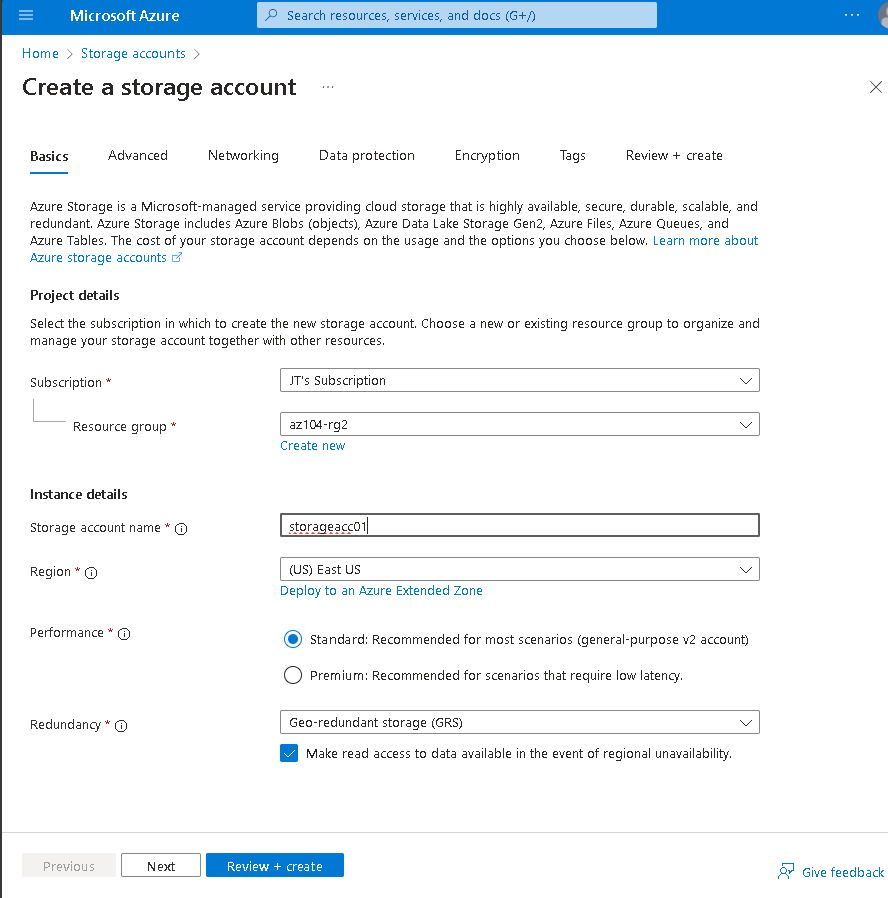 Microsoft Azure
Search resources, services, and docs (G+/)
Home > Storage accounts >
Create a storage account ...
Basics Advanced Networking Data protection Encryption Tags Review + create
Azure Storage is a Microsoft-managed service providing cloud storage that is highly available, secure, durable, scalable, and
redundant. Azure Storage includes Azure Blobs (objects), Azure Data Lake Storage Gen2, Azure Files, Azure Queues, and
Azure Tables. The cost of your storage account depends on the usage and the options you choose below. Learn more about
Azure storage accounts
Project details
Select the subscription in which to create the new storage account. Choose a new or existing resource group to organize and
manage your storage account together with other resources.
Subscription * JT's Subscription
Resource group * az104-rg2
Create new
Instance details
Storage account name * storageacc01
Region * (US) East US
Deploy to an Azure Extended Zone
Performance * Standard: Recommended for most scenarios (general-purpose v2 account)
Premium: Recommended for scenarios that require low latency.
Redundancy * Geo-redundant storage (GRS)
Make read access to data available in the event of regional unavailability.
Previous Next Review + create
Give feedback